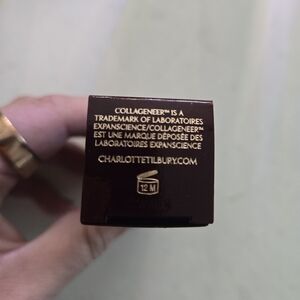 COLLAGENEER™ IS A
TRADEMARK OF LABORATOIRES
EXPANSCIENCE/COLLAGENEER™
EST UNE MARQUE DÉPOSÉE DES
LABORATOIRES EXPANSCIENCE
CHARLOTTETILBURY.COM
12 M